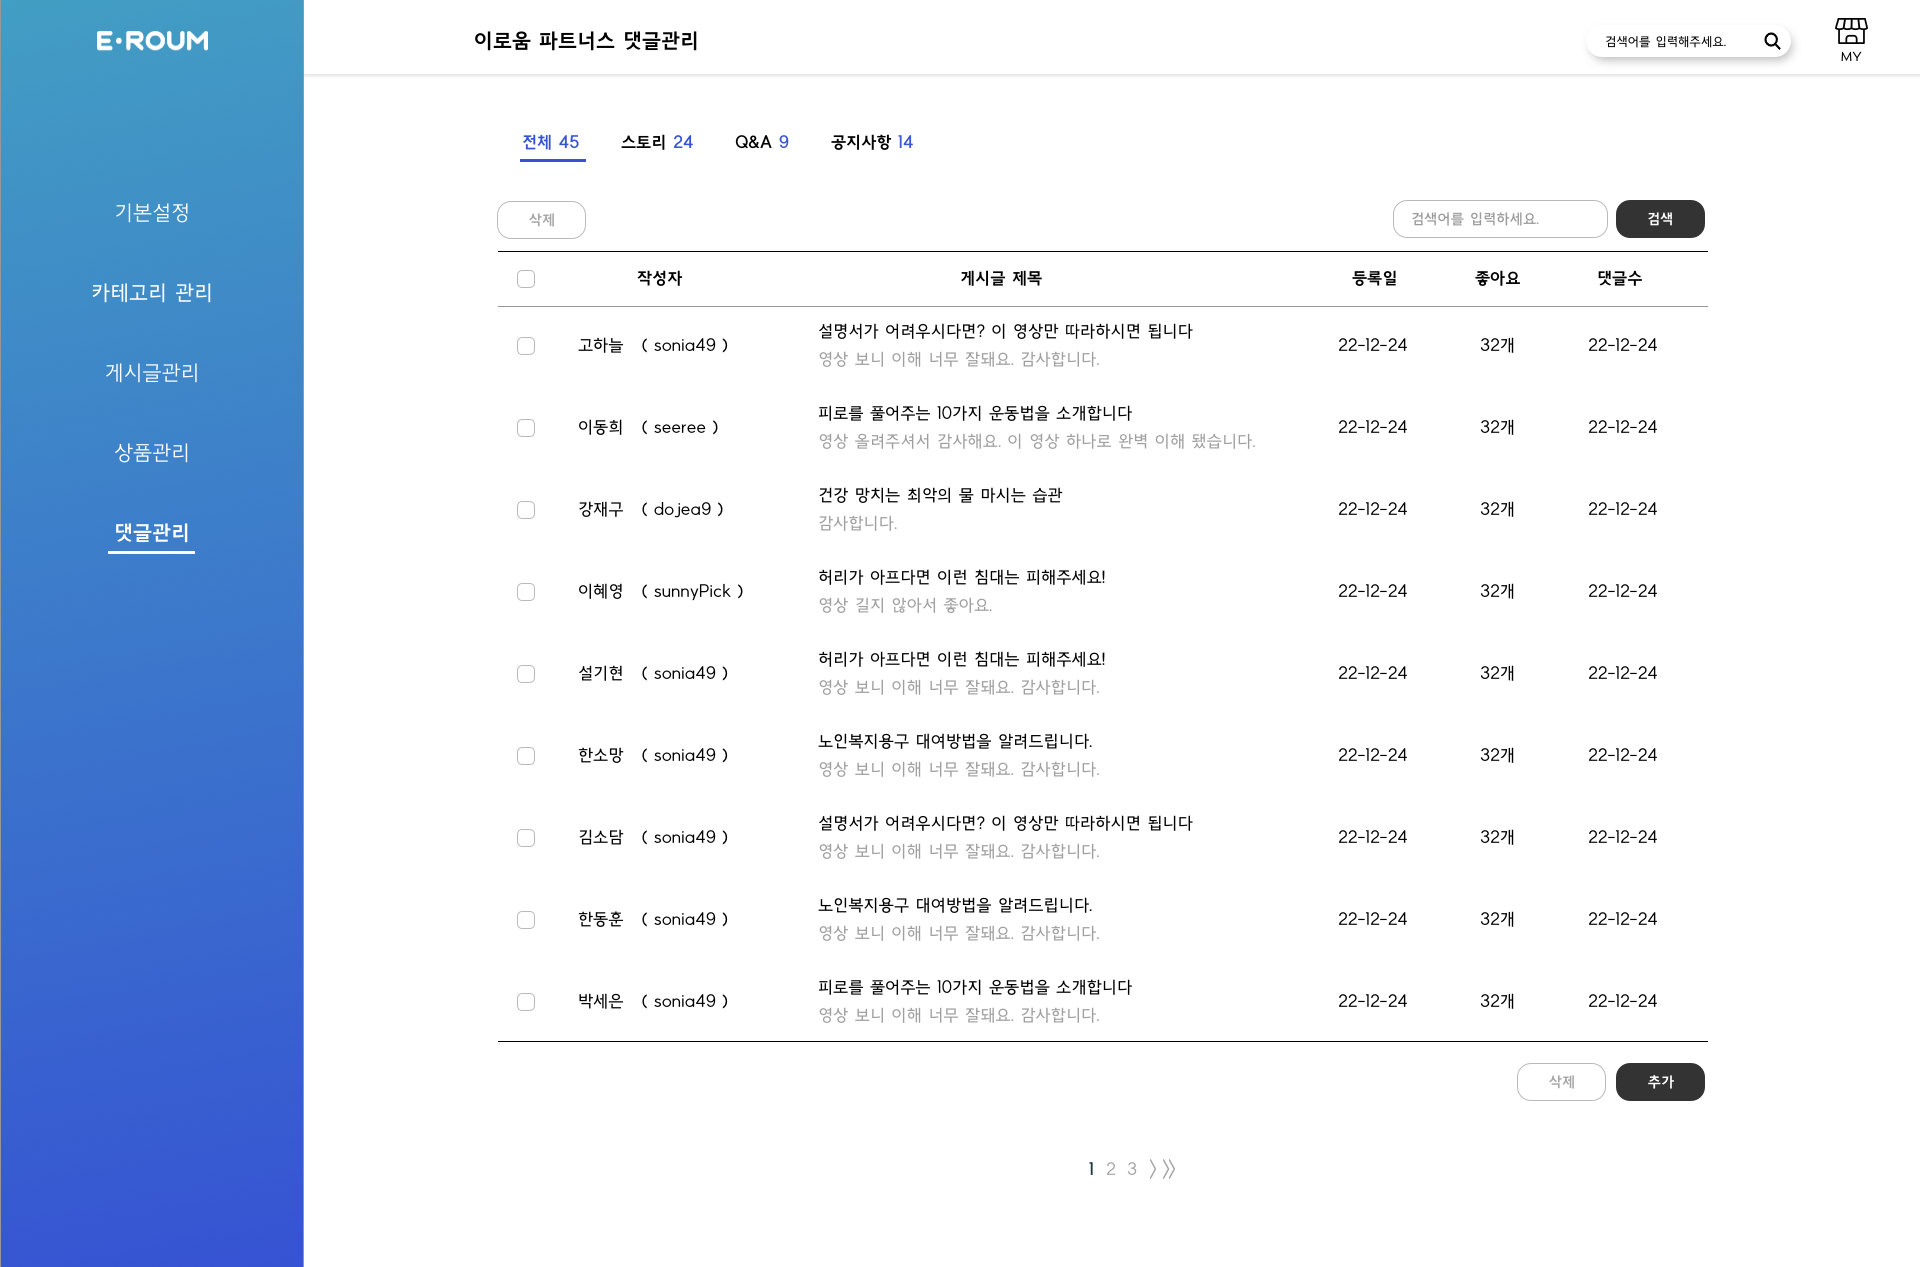 E·ROUM
이로움 파트너스 댓글관리
검색어를 입력해주세요.
MY
기본설정
카테고리 관리
게시글관리
상품관리
댓글관리
전체 45 스토리 24 Q&A 9 공지사항 14
삭제 검색어를 입력하세요. 검색
작성자 게시글 제목 등록일 좋아요 댓글수
고하늘 ( sonia49 ) 설명서가 어려우시다면? 이 영상만 따라하시면 됩니다 22-12-24 32개 22-12-24
영상 보니 이해 너무 잘돼요. 감사합니다.
이동희 ( seeree ) 피로를 풀어주는 10가지 운동법을 소개합니다 22-12-24 32개 22-12-24
영상 올려주셔서 감사해요. 이 영상 하나로 완벽 이해 됐습니다.
강재구 ( dojea9 ) 건강 망치는 최악의 물 마시는 습관 22-12-24 32개 22-12-24
감사합니다.
이혜영 ( sunnyPick ) 허리가 아프다면 이런 침대는 피해주세요! 22-12-24 32개 22-12-24
영상 길지 않아서 좋아요.
설기현 ( sonia49 ) 허리가 아프다면 이런 침대는 피해주세요! 22-12-24 32개 22-12-24
영상 보니 이해 너무 잘돼요. 감사합니다.
한소망 ( sonia49 ) 노인복지용구 대여방법을 알려드립니다. 22-12-24 32개 22-12-24
영상 보니 이해 너무 잘돼요. 감사합니다.
김소담 ( sonia49 ) 설명서가 어려우시다면? 이 영상만 따라하시면 됩니다 22-12-24 32개 22-12-24
영상 보니 이해 너무 잘돼요. 감사합니다.
한동훈 ( sonia49 ) 노인복지용구 대여방법을 알려드립니다. 22-12-24 32개 22-12-24
영상 보니 이해 너무 잘돼요. 감사합니다.
박세은 ( sonia49 ) 피로를 풀어주는 10가지 운동법을 소개합니다 22-12-24 32개 22-12-24
영상 보니 이해 너무 잘돼요. 감사합니다.
삭제 추가
1 2 3